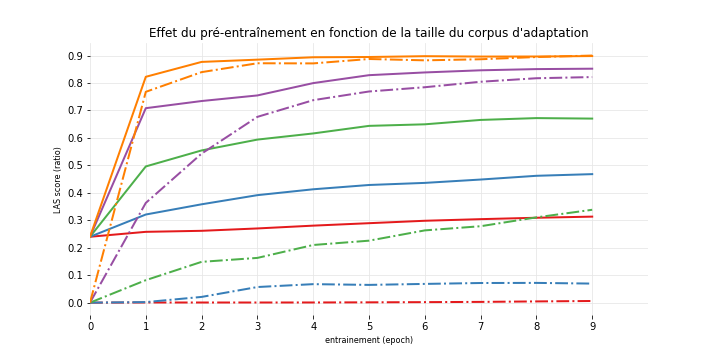 Effet du pré-entraînement en fonction de la taille du corpus d'adaptation
LAS score (ratio)
0.9
0.8
0.7
0.6
0.5
0.4
0.3
0.2
0.1
0.0
0 1 2 3 4 5 6 7 8 9
entrainement (epoch)